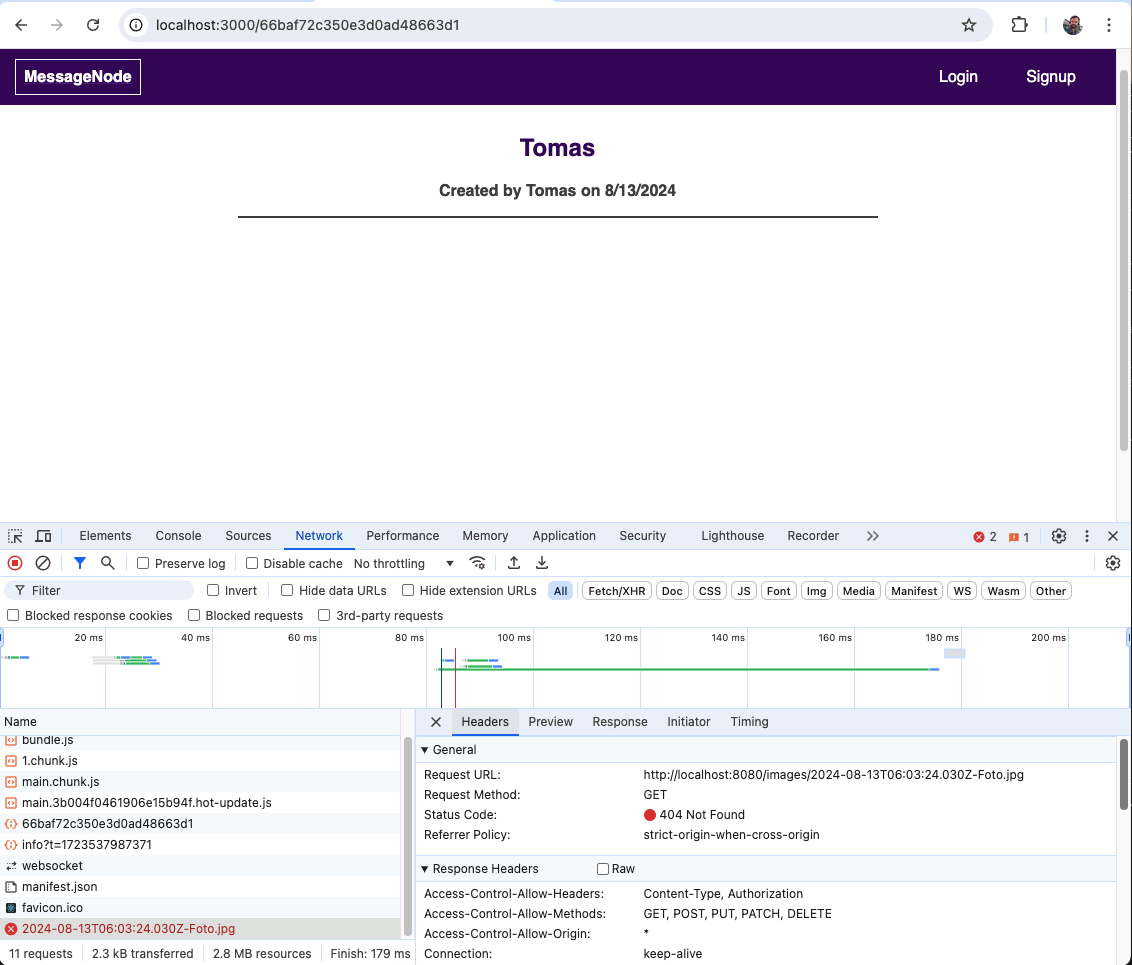 localhost:3000/66baf72c350e3d0ad48663d1
MessageNode Login Signup
Tomas
Created by Tomas on 8/13/2024
Elements Console Sources Network Performance Memory Application Security Lighthouse Recorder 2 1
Preserve log Disable cache No throttling
Filter Invert Hide data URLs Hide extension URLs All Fetch/XHR Doc CSS JS Font Img Media Manifest WS Wasm Other
Blocked response cookies Blocked requests 3rd-party requests
20 ms 40 ms 60 ms 80 ms 100 ms 120 ms 140 ms 160 ms 180 ms 200 ms
Name
bundle.js
1.chunk.js
main.chunk.js
main.3b004f0461906e15b94f.hot-update.js
66baf72c350e3d0ad48663d1
info?t=1723537987371
websocket
manifest.json
favicon.ico
2024-08-13T06:03:24.030Z-Foto.jpg
11 requests 2.3 kB transferred 2.8 MB resources Finish: 179 ms
Headers Preview Response Initiator Timing
General
Request URL: http://localhost:8080/images/2024-08-13T06:03:24.030Z-Foto.jpg
Request Method: GET
Status Code: 404 Not Found
Referrer Policy: strict-origin-when-cross-origin
Response Headers Raw
Access-Control-Allow-Headers: Content-Type, Authorization
Access-Control-Allow-Methods: GET, POST, PUT, PATCH, DELETE
Access-Control-Allow-Origin: *
Connection: keep-alive